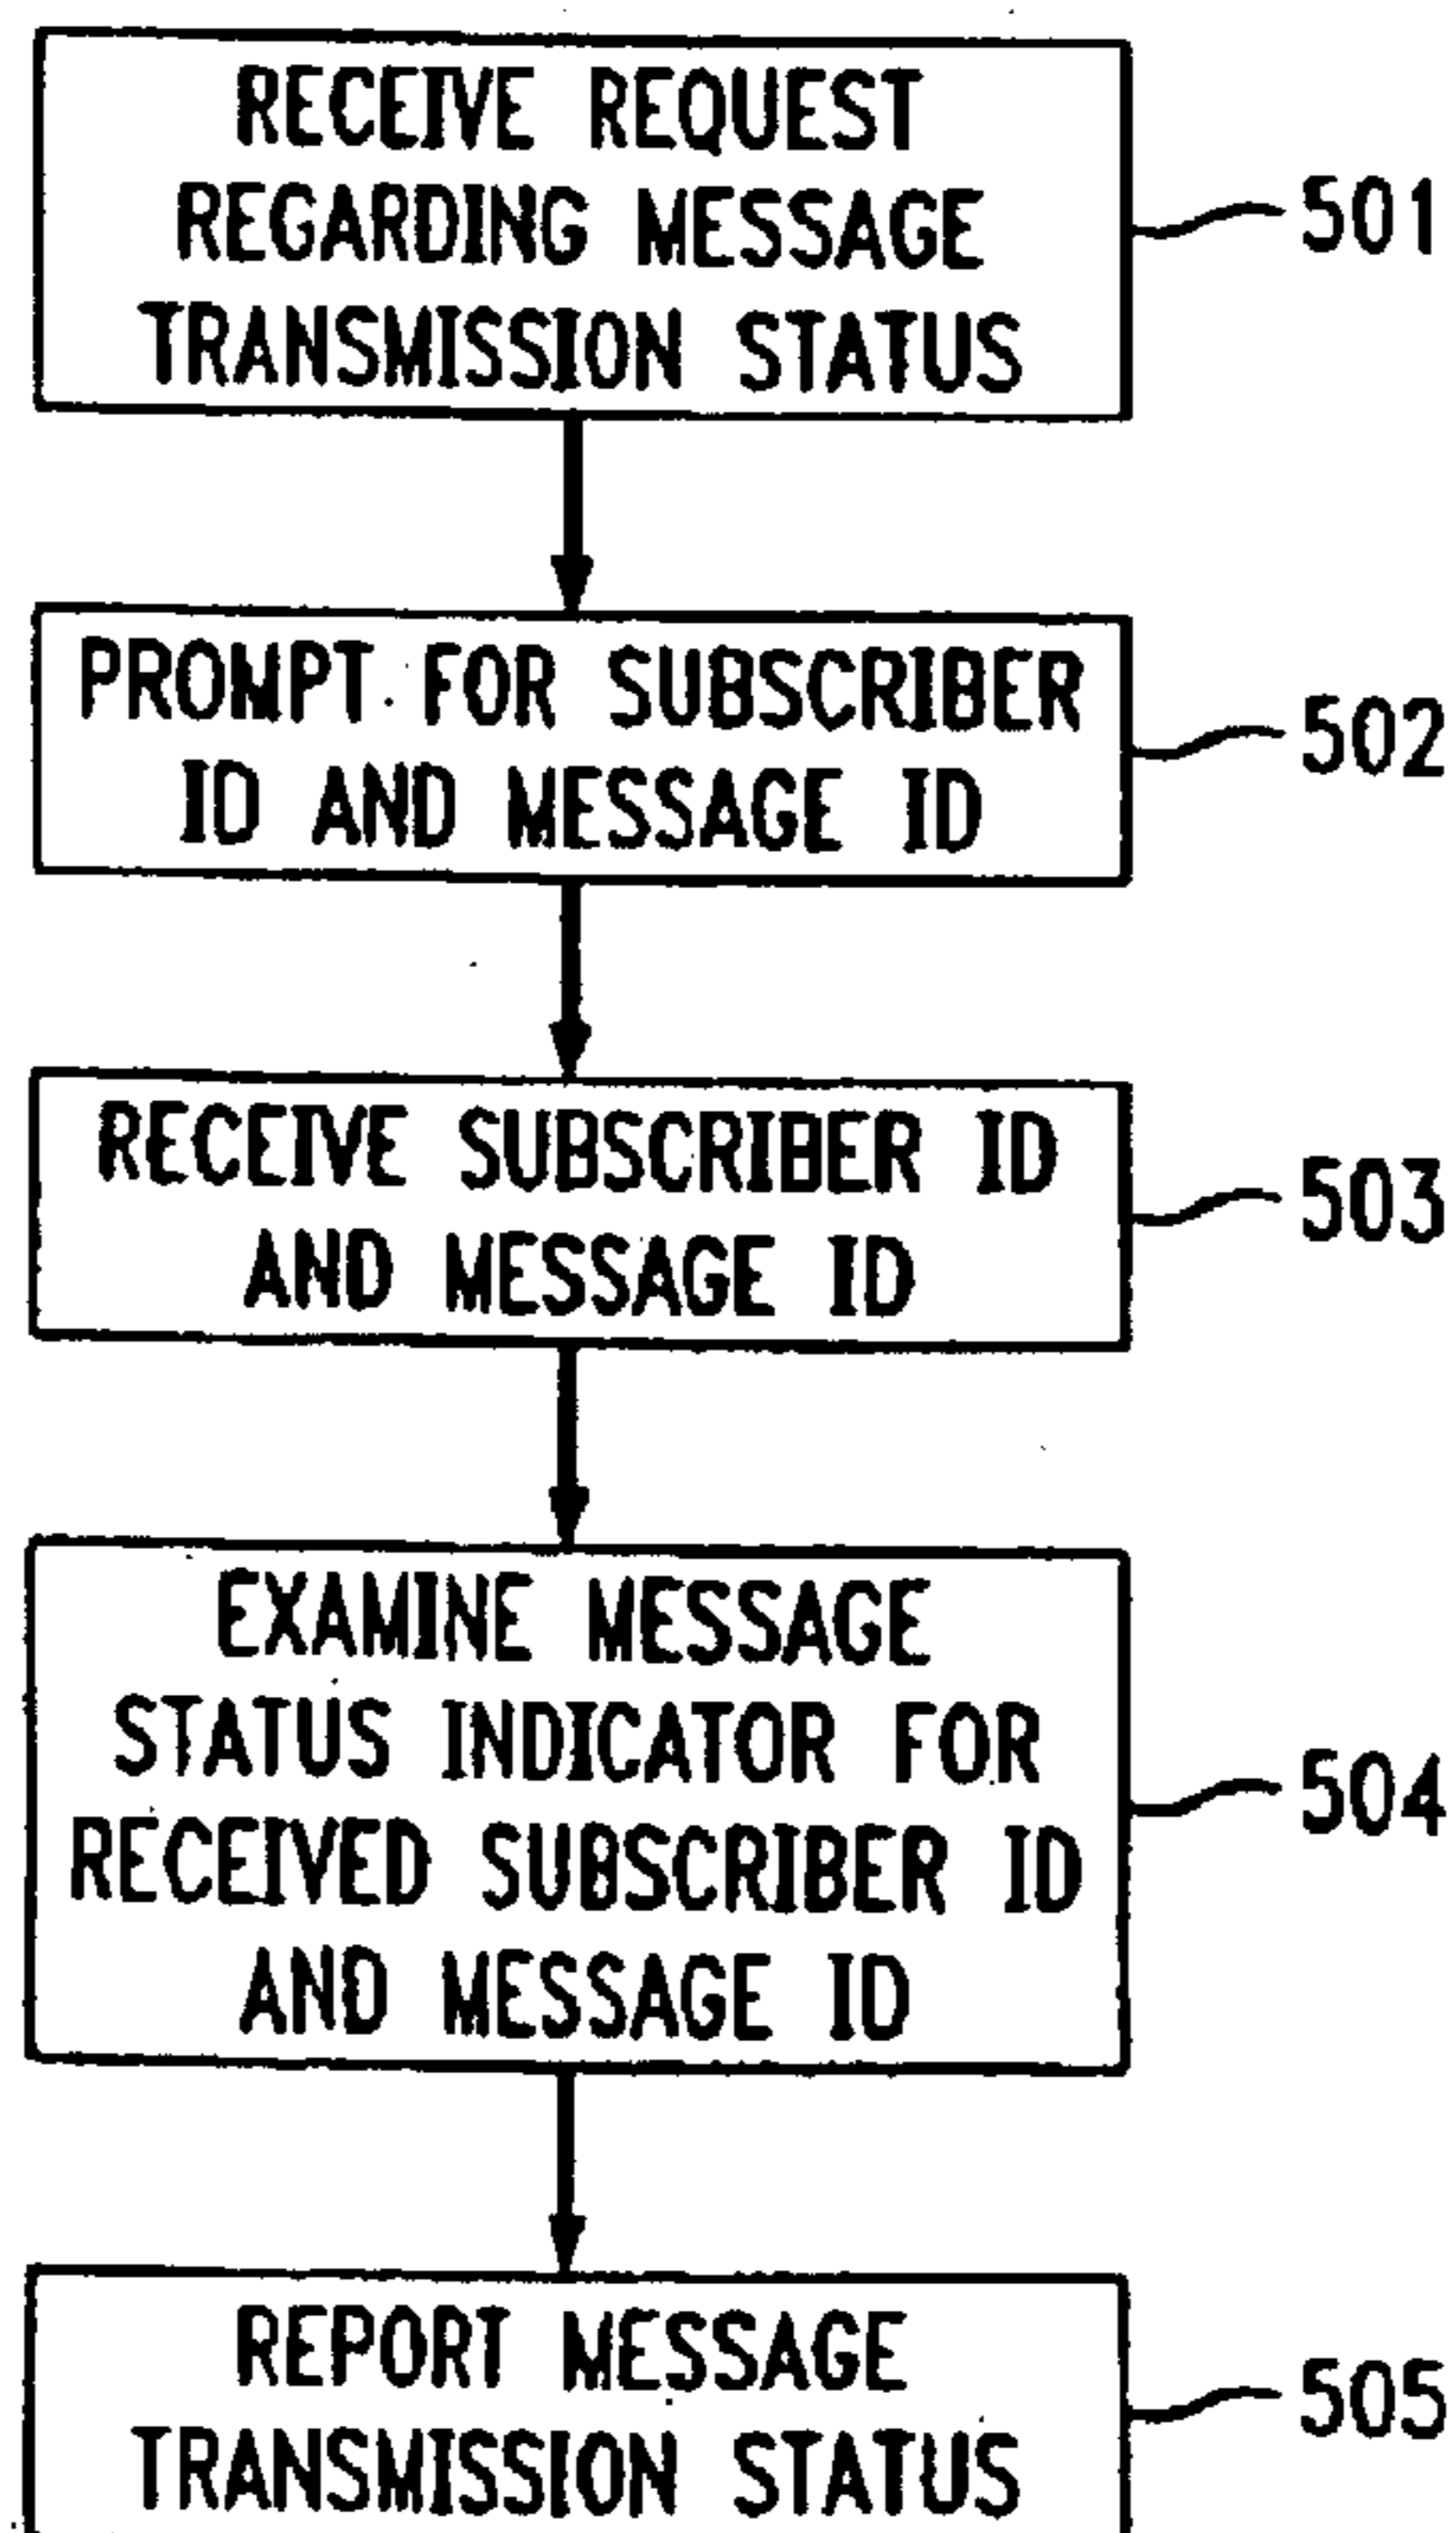 RECEIVE REQUEST
REGARDING MESSAGE
TRANSMISSION STATUS
501
PROMPT FOR SUBSCRIBER
ID AND MESSAGE ID
502
RECEIVE SUBSCRIBER ID
AND MESSAGE ID
503
EXAMINE MESSAGE
STATUS INDICATOR FOR
RECEIVED SUBSCRIBER ID
AND MESSAGE ID
504
REPORT MESSAGE
TRANSMISSION STATUS
505